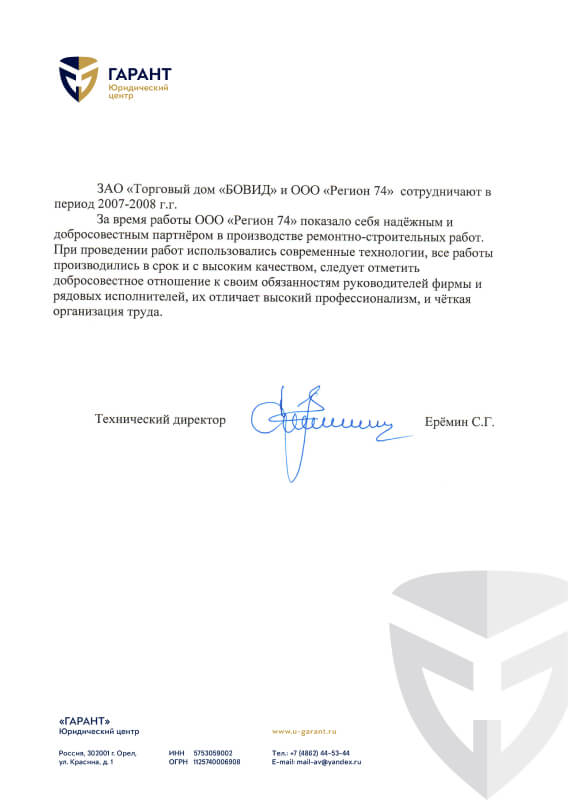 ГАРАНТ
Юридический
центр
ЗАО «Торговый дом «БОВИД» и ООО «Регион 74» сотрудничают в
период 2007-2008 г.г.
За время работы ООО «Регион 74» показало себя надёжным и
добросовестным партнёром в производстве ремонтно-строительных работ.
При проведении работ использовались современные технологии, все работы
производились в срок и с высоким качеством, следует отметить
добросовестное отношение к своим обязанностям руководителей фирмы и
рядовых исполнителей, их отличает высокий профессионализм, и чёткая
организация труда.
Технический директор Ерёмин С.Г.
«ГАРАНТ»
Юридический центр
www.u-garant.ru
Россия, 302001 г. Орел,
ул. Красина, д. 1
ИНН 5753059002
ОГРН 1125740006908
Тел.: +7 (4862) 44-53-44
E-mail: mail-av@yandex.ru